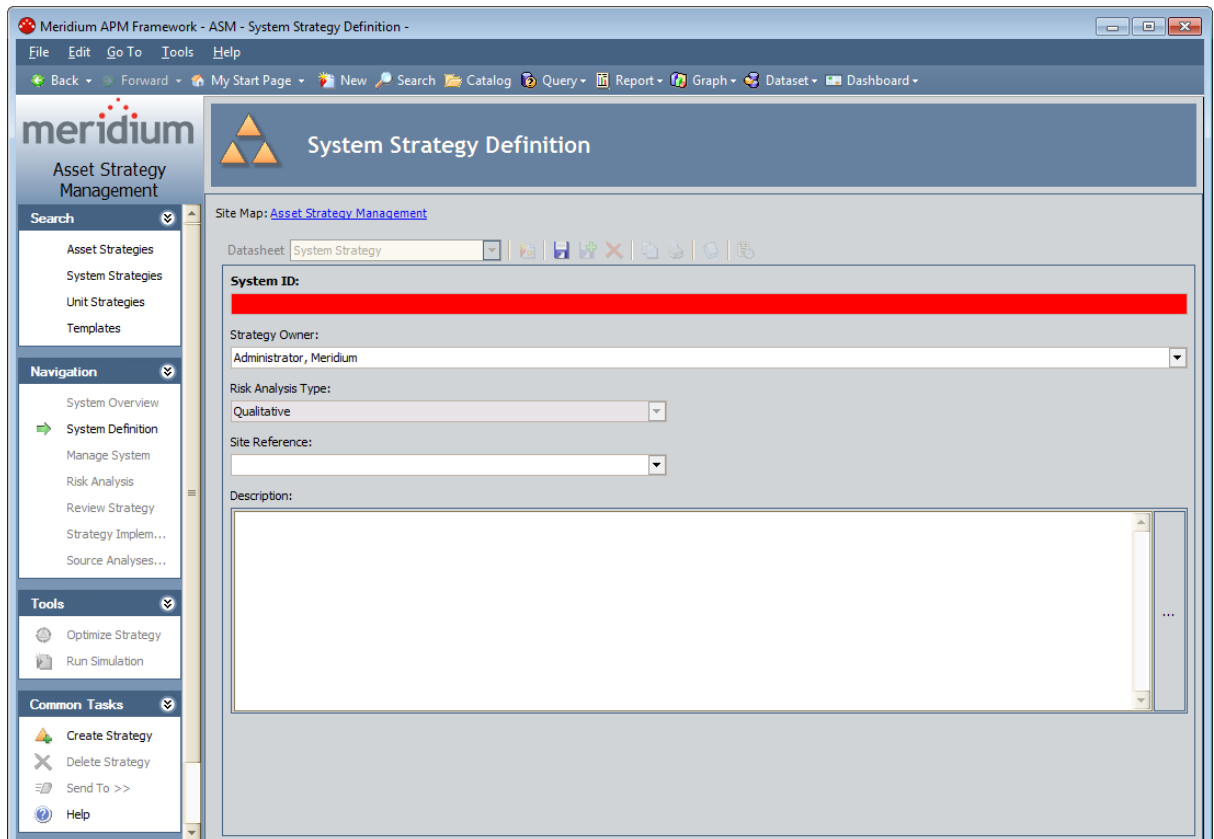 Meridium APM Framework - ASM - System Strategy Definition -
File Edit Go To Tools Help
Back Forward My Start Page New Search Catalog Query Report Graph Dataset Dashboard
meridium
Asset Strategy
Management
System Strategy Definition
Search
Asset Strategies
System Strategies
Unit Strategies
Templates
Navigation
System Overview
System Definition
Manage System
Risk Analysis
Review Strategy
Strategy Implem...
Source Analyses...
Tools
Optimize Strategy
Run Simulation
Common Tasks
Create Strategy
Delete Strategy
Send To >>
Help
Site Map: Asset Strategy Management
Datasheet System Strategy
System ID:
Strategy Owner:
Administrator, Meridium
Risk Analysis Type:
Qualitative
Site Reference:
Description:
...